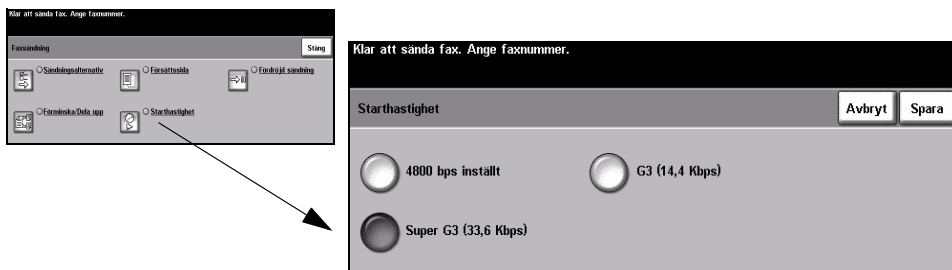 Klar att sända fax. Ange faxnummer.
Faxsändning
Stäng
Sändningsalternativ
Försättssida
Fördröjd sändning
Förminska/Dela upp
Starthastighet
Klar att sända fax. Ange faxnummer.
Starthastighet
Avbryt
Spara
4800 bps inställt
G3 (14,4 Kbps)
Super G3 (33,6 Kbps)